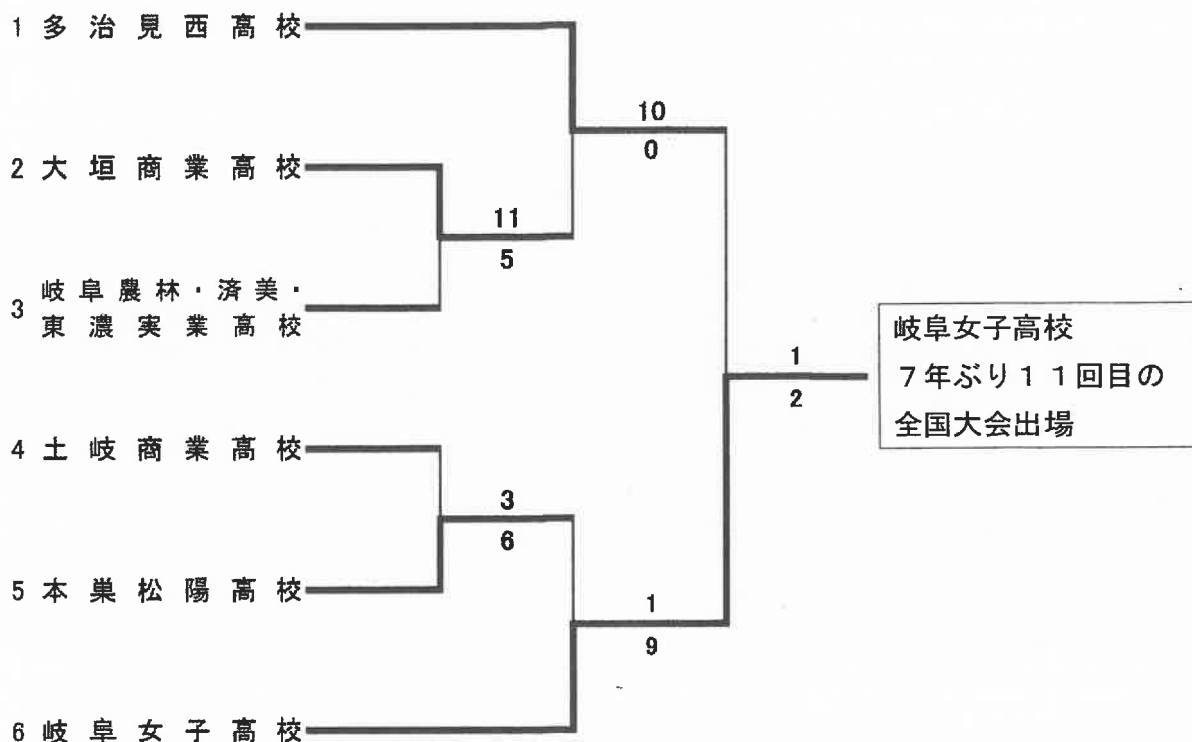 1 多治見西高校
10
0
2 大垣商業高校
11
5
3 岐阜農林・済美・
東濃実業高校
1
2
岐阜女子高校
７年ぶり１１回目の
全国大会出場
4 土岐商業高校
3
6
5 本巣松陽高校
1
9
6 岐阜女子高校